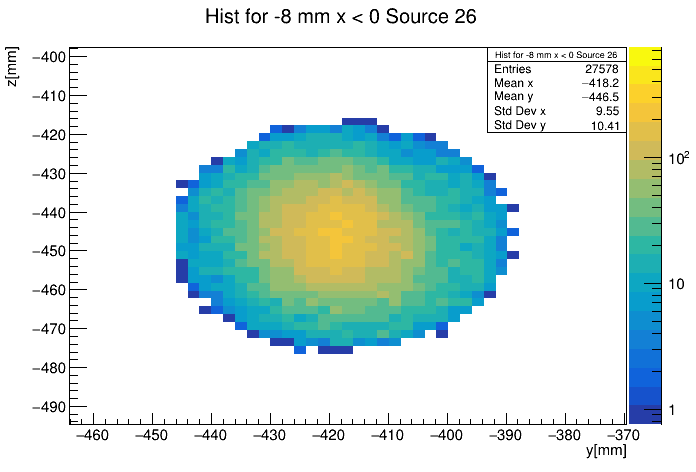 Hist for -8 mm x < 0 Source 26
z[mm]
−400
−410
−420
−430
−440
−450
−460
−470
−480
−490
Hist for -8 mm x < 0 Source 26
Entries 27578
Mean x −418.2
Mean y −446.5
Std Dev x 9.55
Std Dev y 10.41
10²
10
1
−460 −450 −440 −430 −420 −410 −400 −390 −380 −370
y[mm]